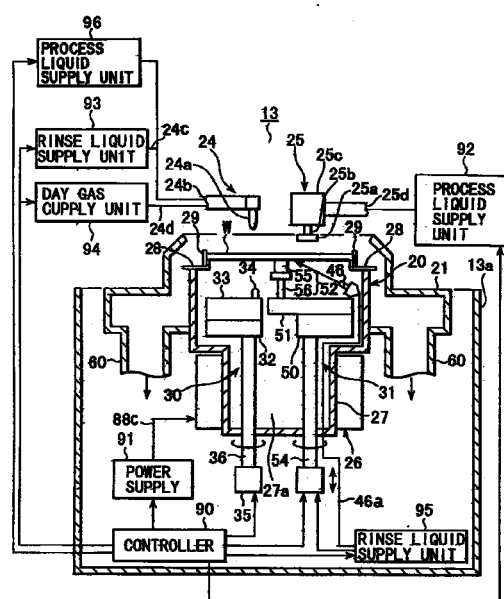 96
PROCESS
LIQUID
SUPPLY UNIT
93
RINSE LIQUID
SUPPLY UNIT
24c
DAY GAS
CUPPLY UNIT
24d
94
13
24
24a
24b
25
25c
25b
25a
25d
92
PROCESS
LIQUID
SUPPLY
UNIT
W
29
28
29
28
20
21
13a
33
34
55
56
52
46
51
32
50
60
60
30
31
27
26
88c
91
POWER
SUPPLY
36
27a
54
35
46a
90
CONTROLLER
95
RINSE LIQUID
SUPPLY UNIT